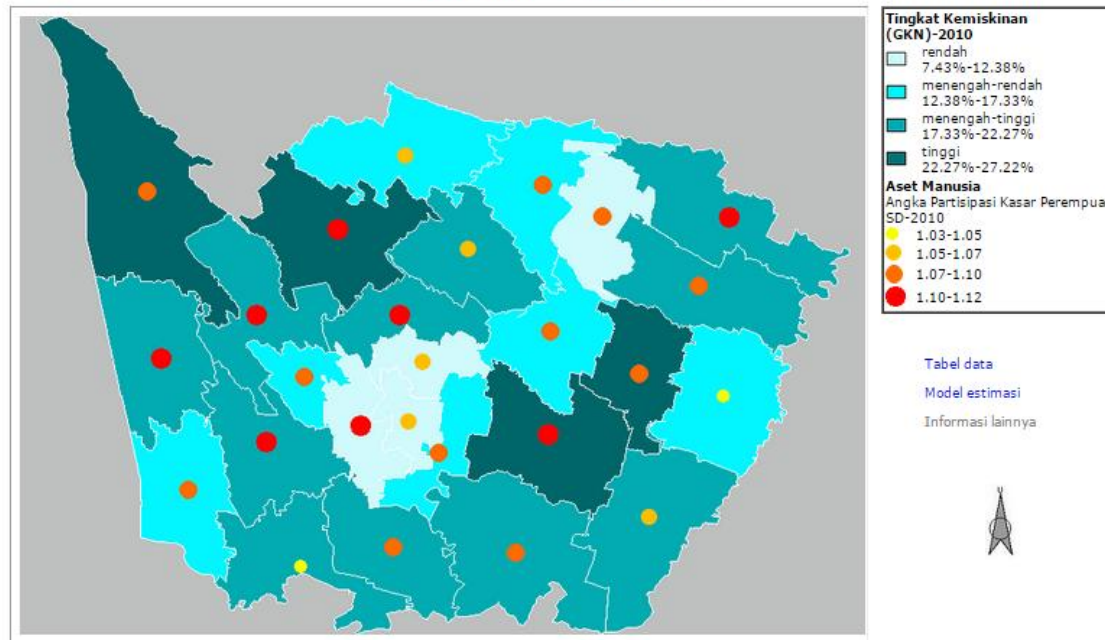 Tingkat Kemiskinan
(GKN)-2010
rendah
7.43%-12.38%
menengah-rendah
12.38%-17.33%
menengah-tinggi
17.33%-22.27%
tinggi
22.27%-27.22%
Aset Manusia
Angka Partisipasi Kasar Perempua
SD-2010
1.03-1.05
1.05-1.07
1.07-1.10
1.10-1.12
Tabel data
Model estimasi
Informasi lainnya